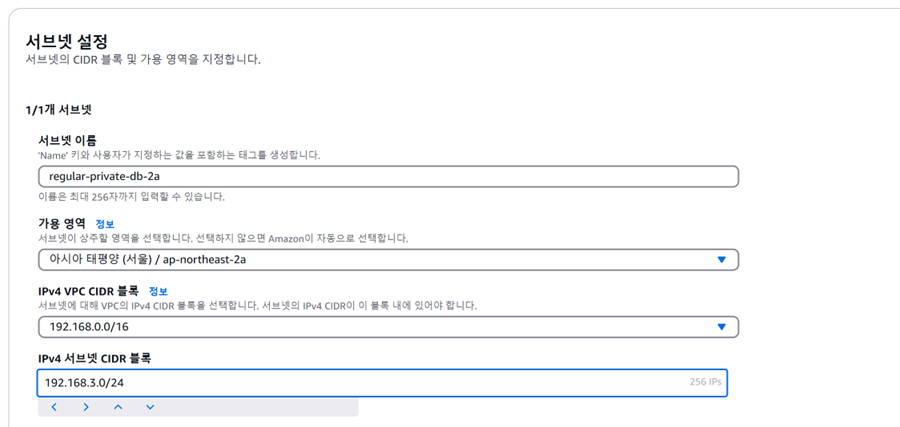 서브넷 설정
서브넷의 CIDR 블록 및 가용 영역을 지정합니다.
1/1개 서브넷
서브넷 이름
'Name' 키와 사용자가 지정하는 값을 포함하는 태그를 생성합니다.
regular-private-db-2a
이름은 최대 256자까지 입력할 수 있습니다.
가용 영역 정보
서브넷이 상주할 영역을 선택합니다. 선택하지 않으면 Amazon이 자동으로 선택합니다.
아시아 태평양 (서울) / ap-northeast-2a
IPv4 VPC CIDR 블록 정보
서브넷에 대해 VPC의 IPv4 CIDR 블록을 선택합니다. 서브넷의 IPv4 CIDR이 이 블록 내에 있어야 합니다.
192.168.0.0/16
IPv4 서브넷 CIDR 블록
192.168.3.0/24 256 IPs